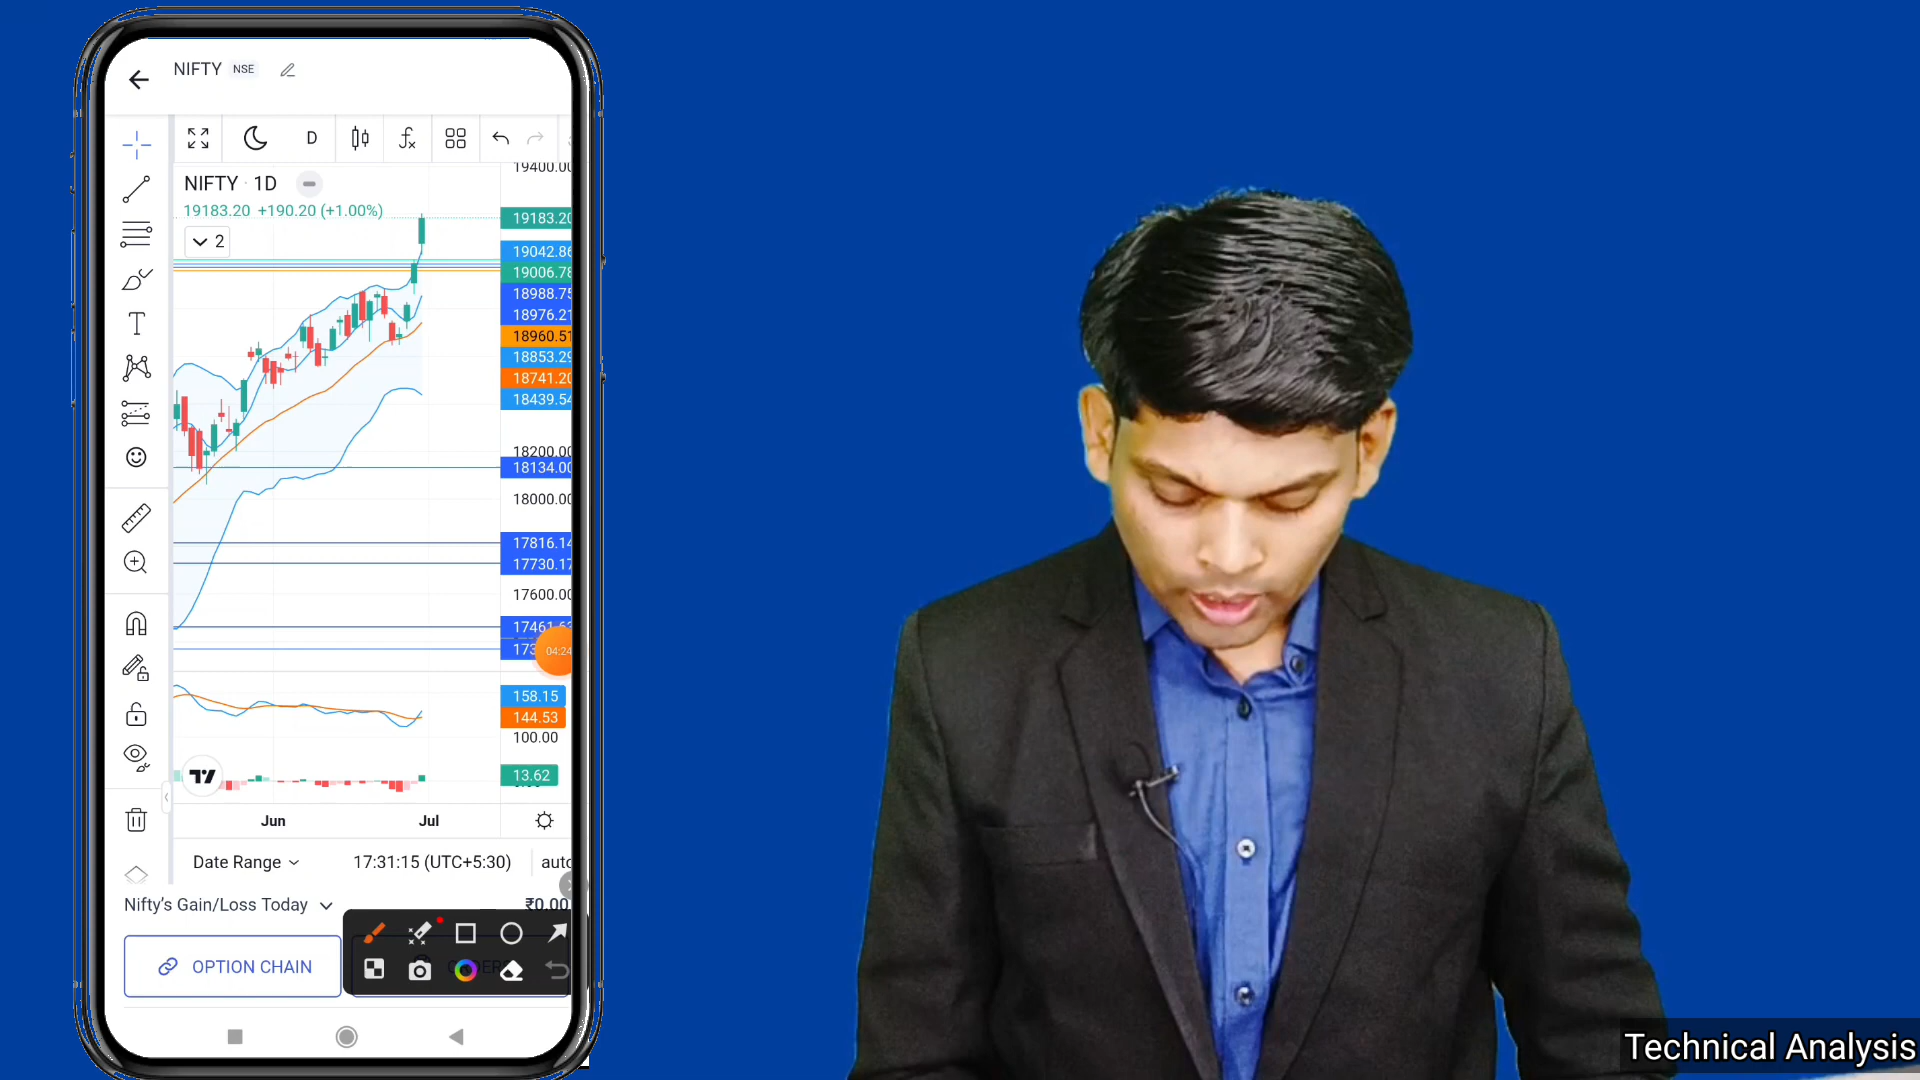 NIFTY NSE
D
19400.00
NIFTY · 1D
19183.20 +190.20 (+1.00%)
19183.20
2
19042.86
19006.78
18988.75
18976.21
18960.51
18853.29
18741.20
18439.54
18200.00
18134.00
18000.00
17816.14
17730.17
17600.00
04:24
158.15
144.53
100.00
13.62
Jun Jul
Date Range 17:31:15 (UTC+5:30) auto
Nifty's Gain/Loss Today ₹0.00
OPTION CHAIN
Technical Analysis